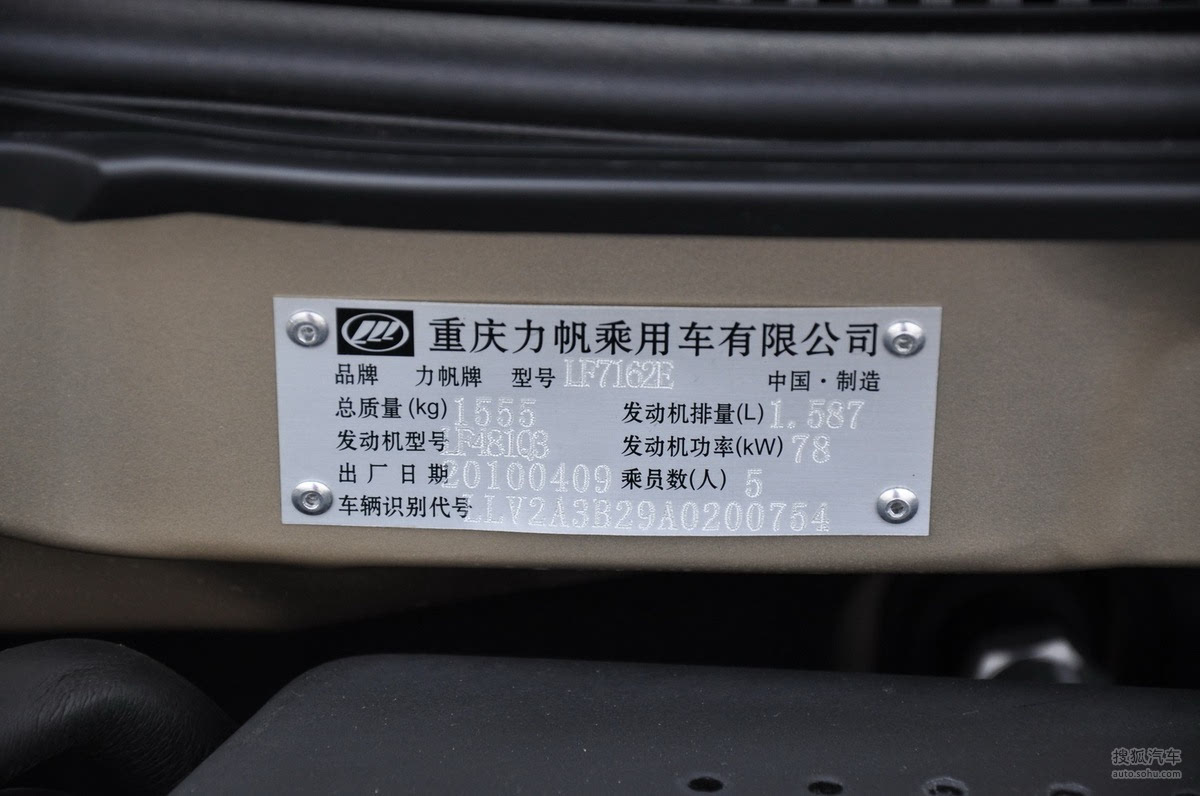 重庆力帆乘用车有限公司
品牌 力帆牌 型号 LF7162E 中国·制造
总质量(kg) 1555 发动机排量(L) 1.587
发动机型号 LF481Q3 发动机功率(kW) 78
出厂日期 20100409 乘员数(人) 5
车辆识别代号 LLV2A3B29A0200754
搜狐汽车
auto.sohu.com